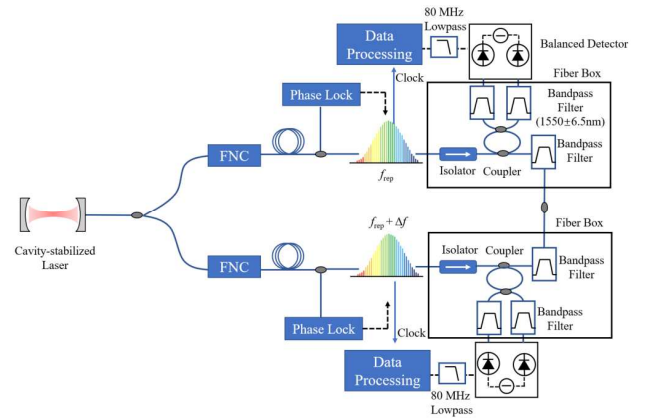 80 MHz
Lowpass
Data
Processing
Balanced Detector
Clock
Fiber Box
Phase Lock
Bandpass
Filter
(1550±6.5nm)
FNC
Bandpass
Filter
Isolator
Coupler
frep
Cavity-stabilized
Laser
frep + Δf
Fiber Box
Isolator
Coupler
FNC
Bandpass
Filter
Bandpass
Filter
Phase Lock
Clock
Data
Processing
80 MHz
Lowpass